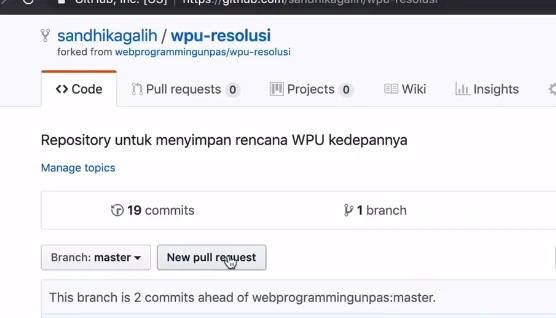 GitHub, Inc. [US] https://github.com/sandhikagalih/wpu-resolusi
sandhikagalih / wpu-resolusi
forked from webprogrammingunpas/wpu-resolusi
Code Pull requests 0 Projects 0 Wiki Insights
Repository untuk menyimpan rencana WPU kedepannya
Manage topics
19 commits 1 branch
Branch: master New pull request
This branch is 2 commits ahead of webprogrammingunpas:master.